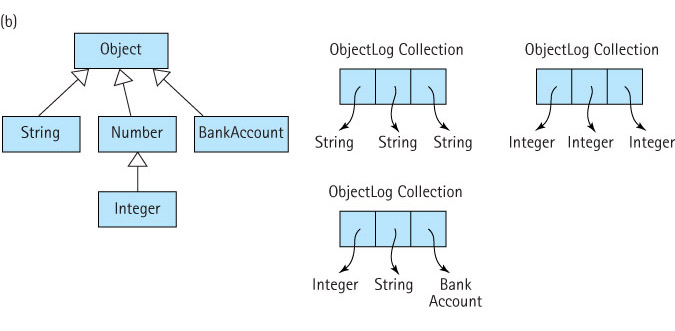 (b)
Object
String
Number
BankAccount
Integer
ObjectLog Collection
String
String
String
ObjectLog Collection
Integer
Integer
Integer
ObjectLog Collection
Integer
String
Bank
Account